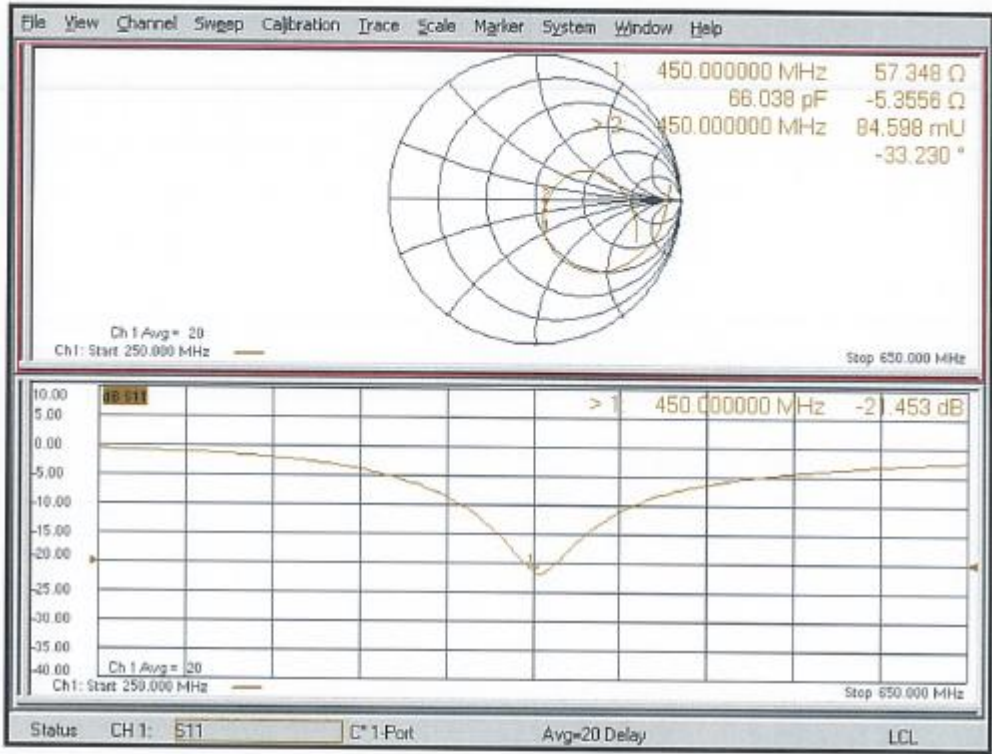 File View Channel Sweep Calibration Trace Scale Marker System Window Help
1: 450.000000 MHz 57.348 Ω
66.038 pF -5.3556 Ω
> 2: 450.000000 MHz 84.598 mU
-33.230 °
Ch 1 Avg = 20
Ch1: Start 250.000 MHz
Stop 650.000 MHz
10.00
dB S11
> 1: 450.000000 MHz -21.453 dB
5.00
0.00
-5.00
-10.00
-15.00
-20.00
1
-25.00
-30.00
-35.00
-40.00
Ch 1 Avg = 20
Ch1: Start 250.000 MHz
Stop 650.000 MHz
Status CH 1: S11 C* 1-Port Avg=20 Delay LCL